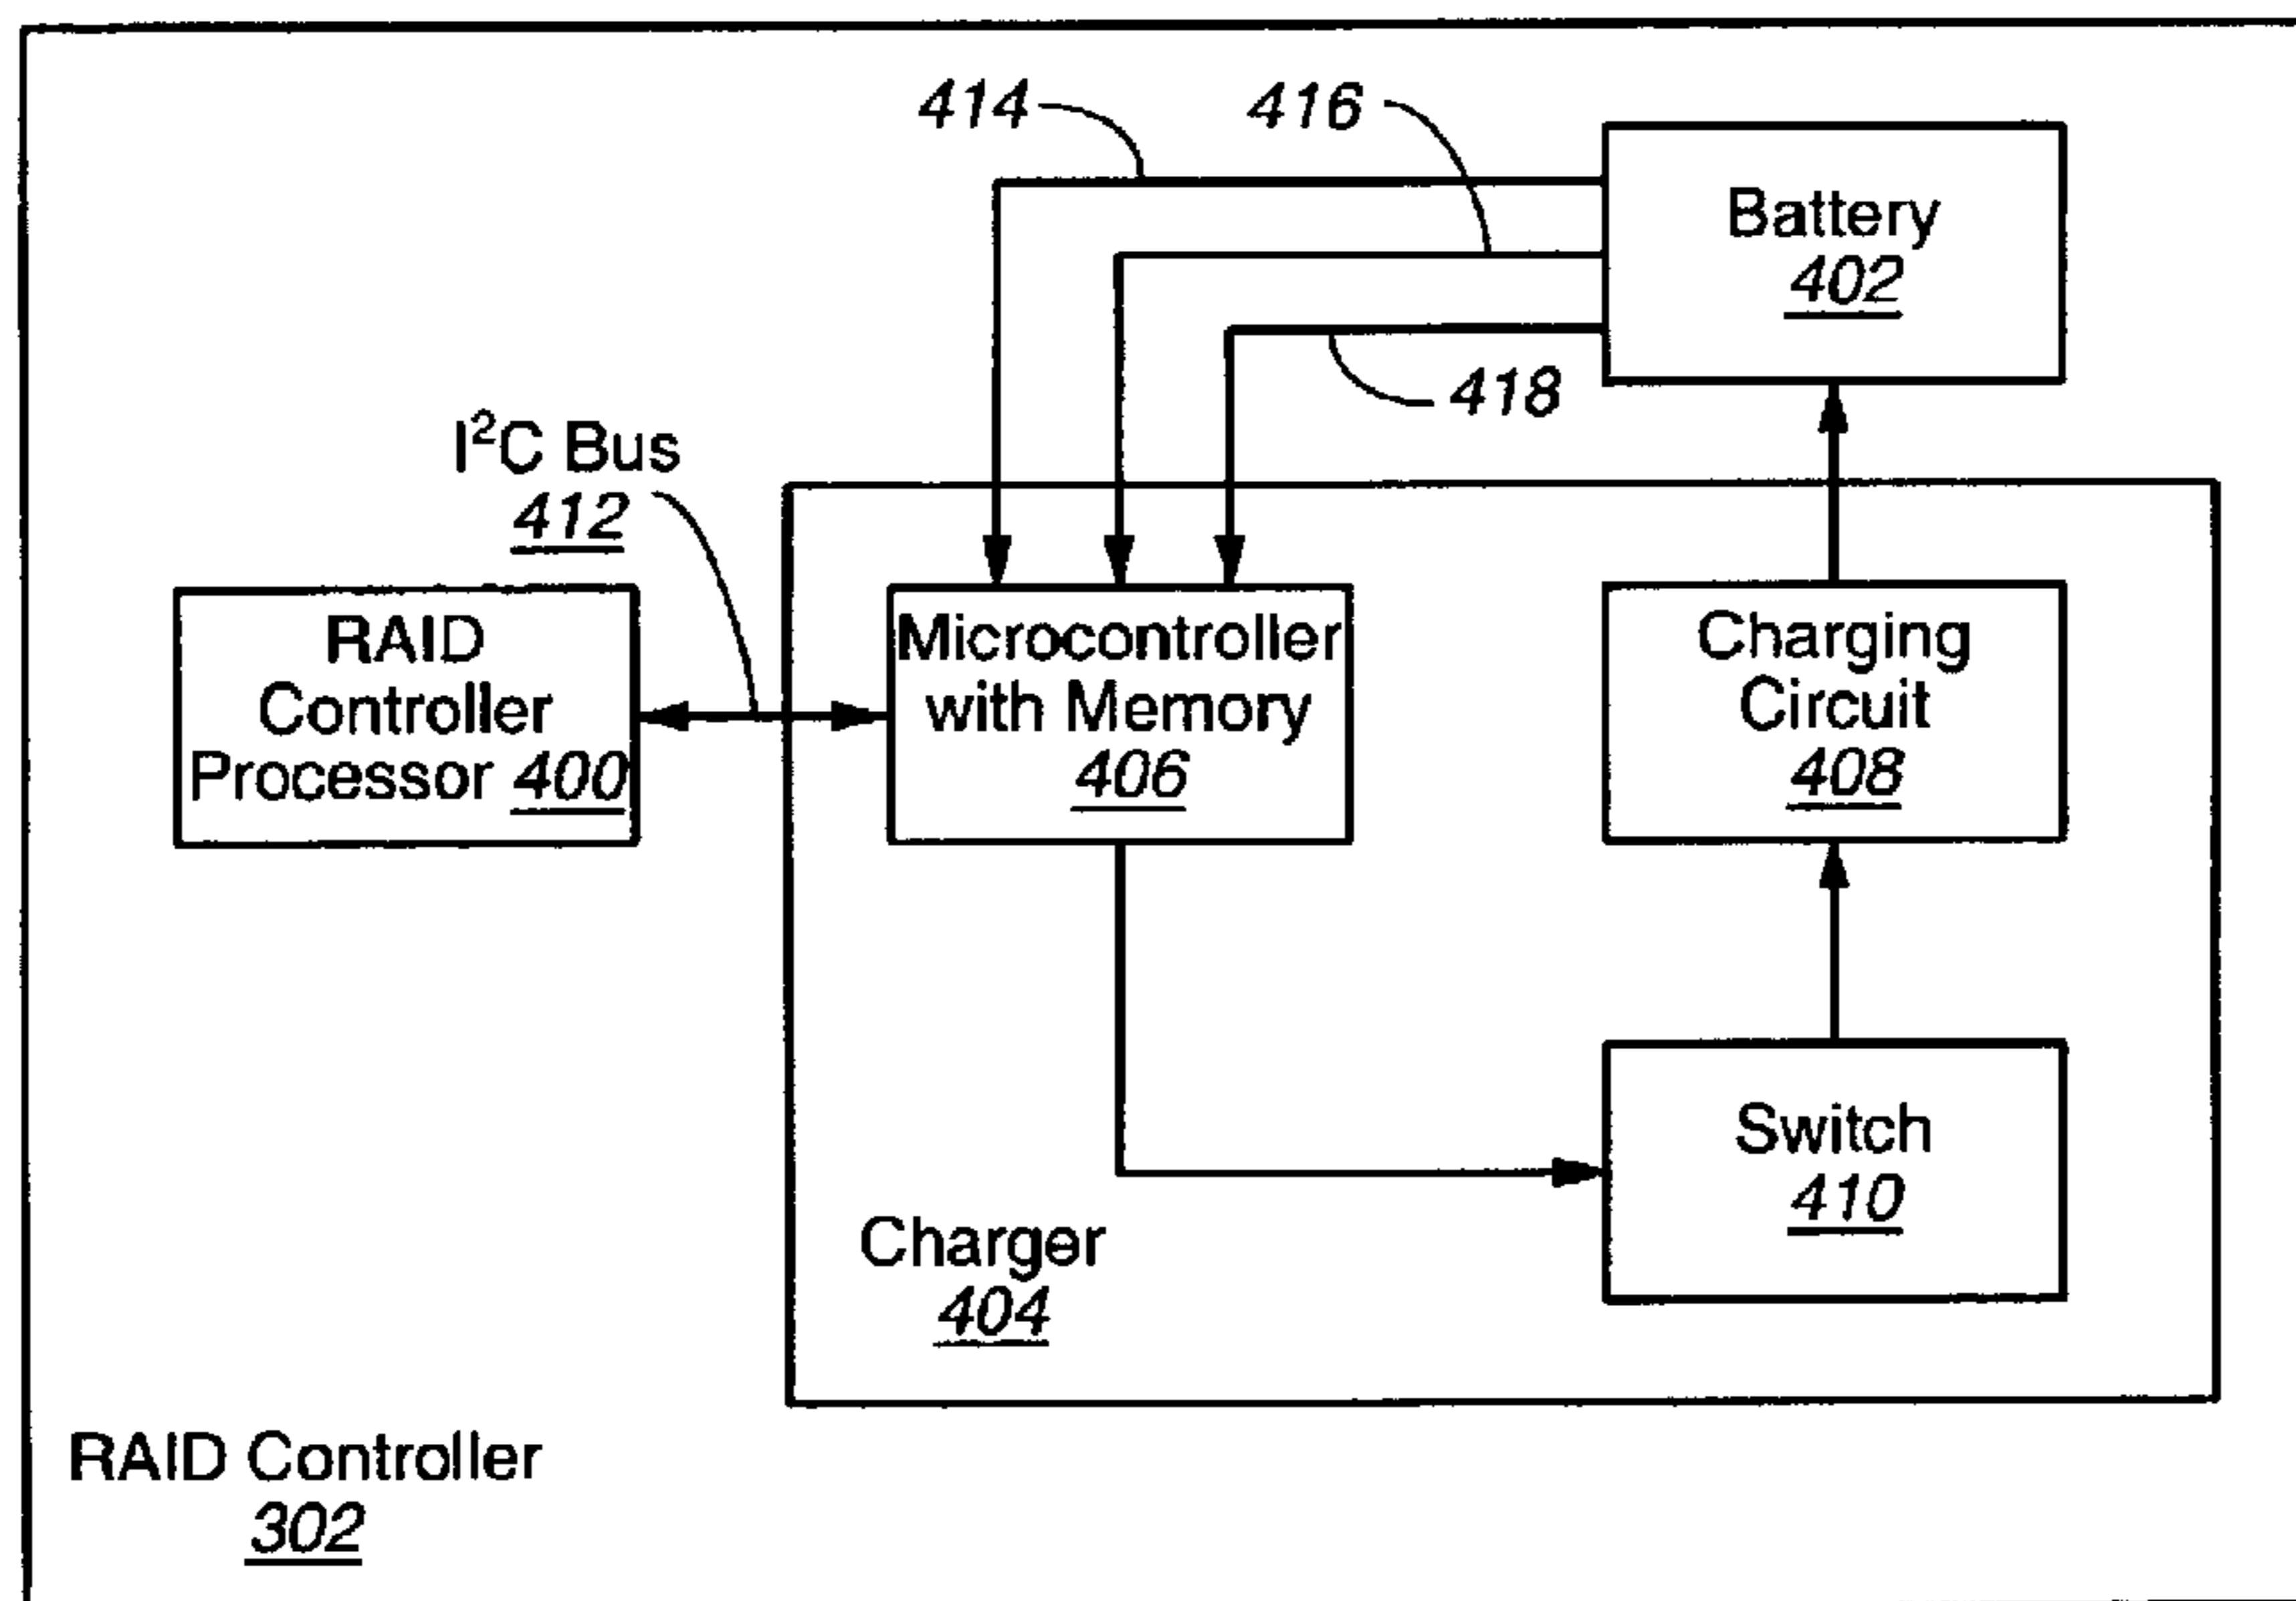 414
416
Battery
402
418
I²C Bus
412
RAID
Controller
Processor 400
Microcontroller
with Memory
406
Charging
Circuit
408
Switch
410
Charger
404
RAID Controller
302